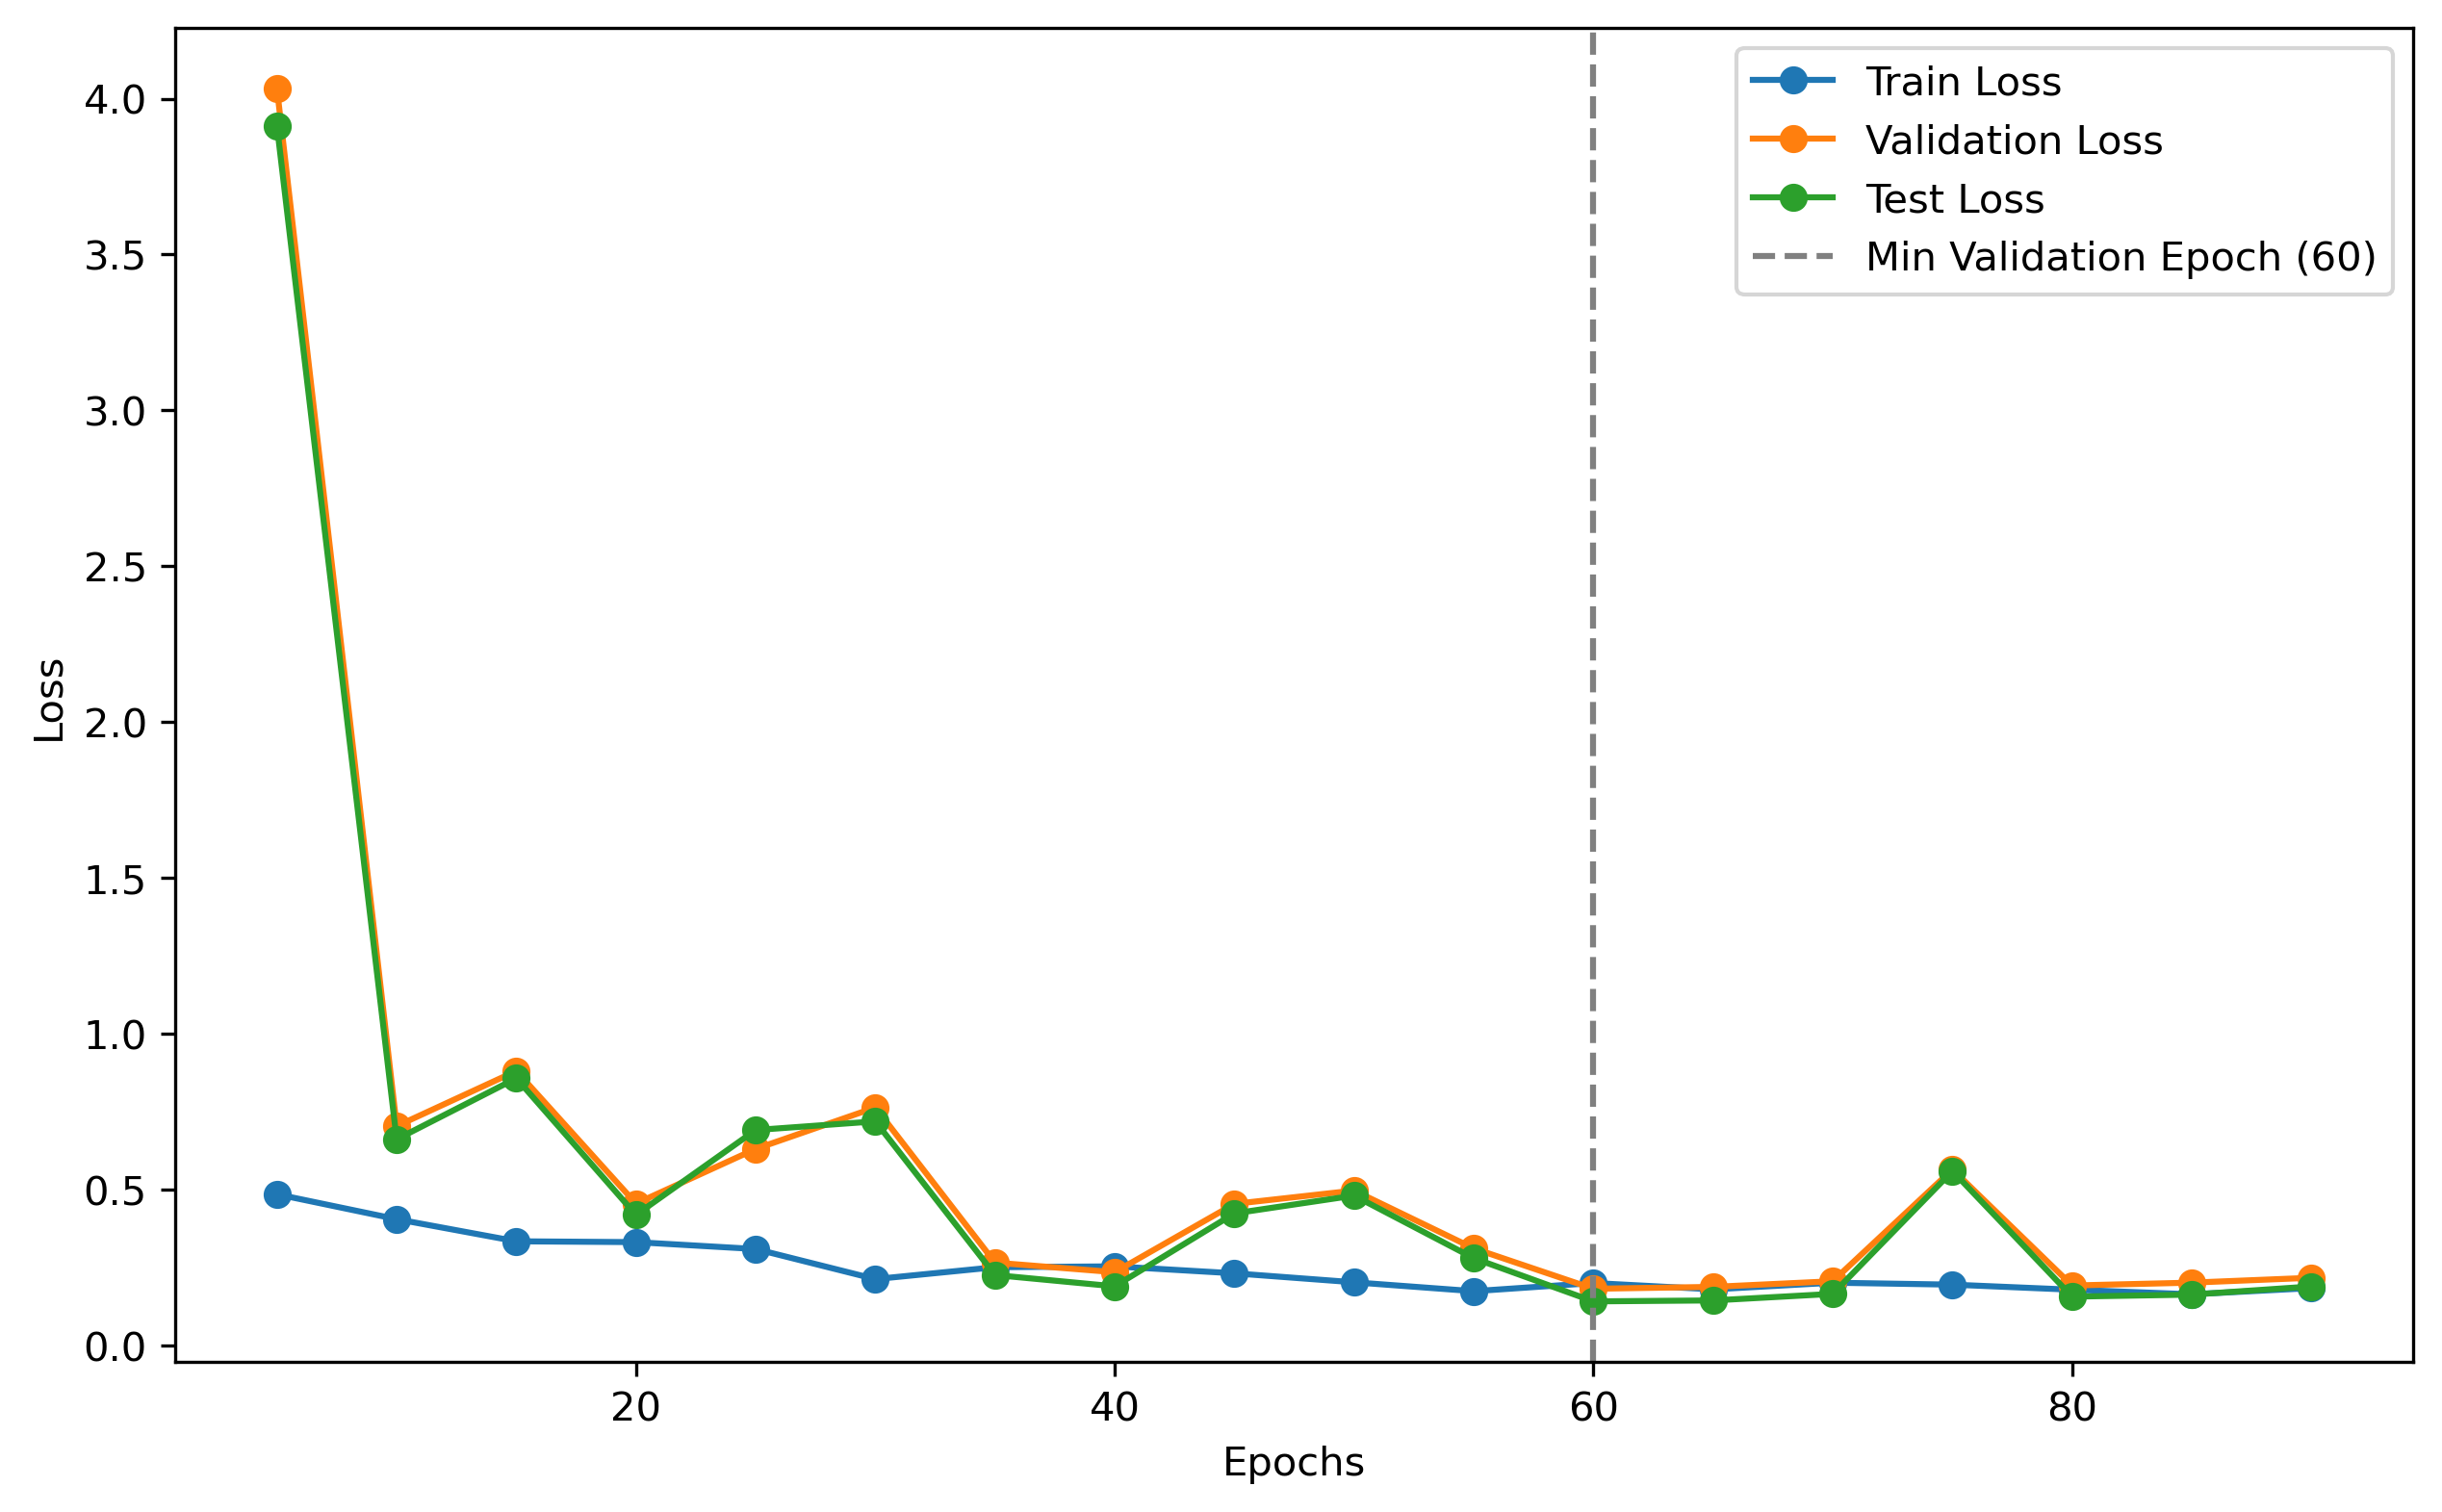 Train Loss
Validation Loss
Test Loss
Min Validation Epoch (60)
4.0
3.5
3.0
2.5
2.0
1.5
1.0
0.5
0.0
Loss
20 40 60 80
Epochs